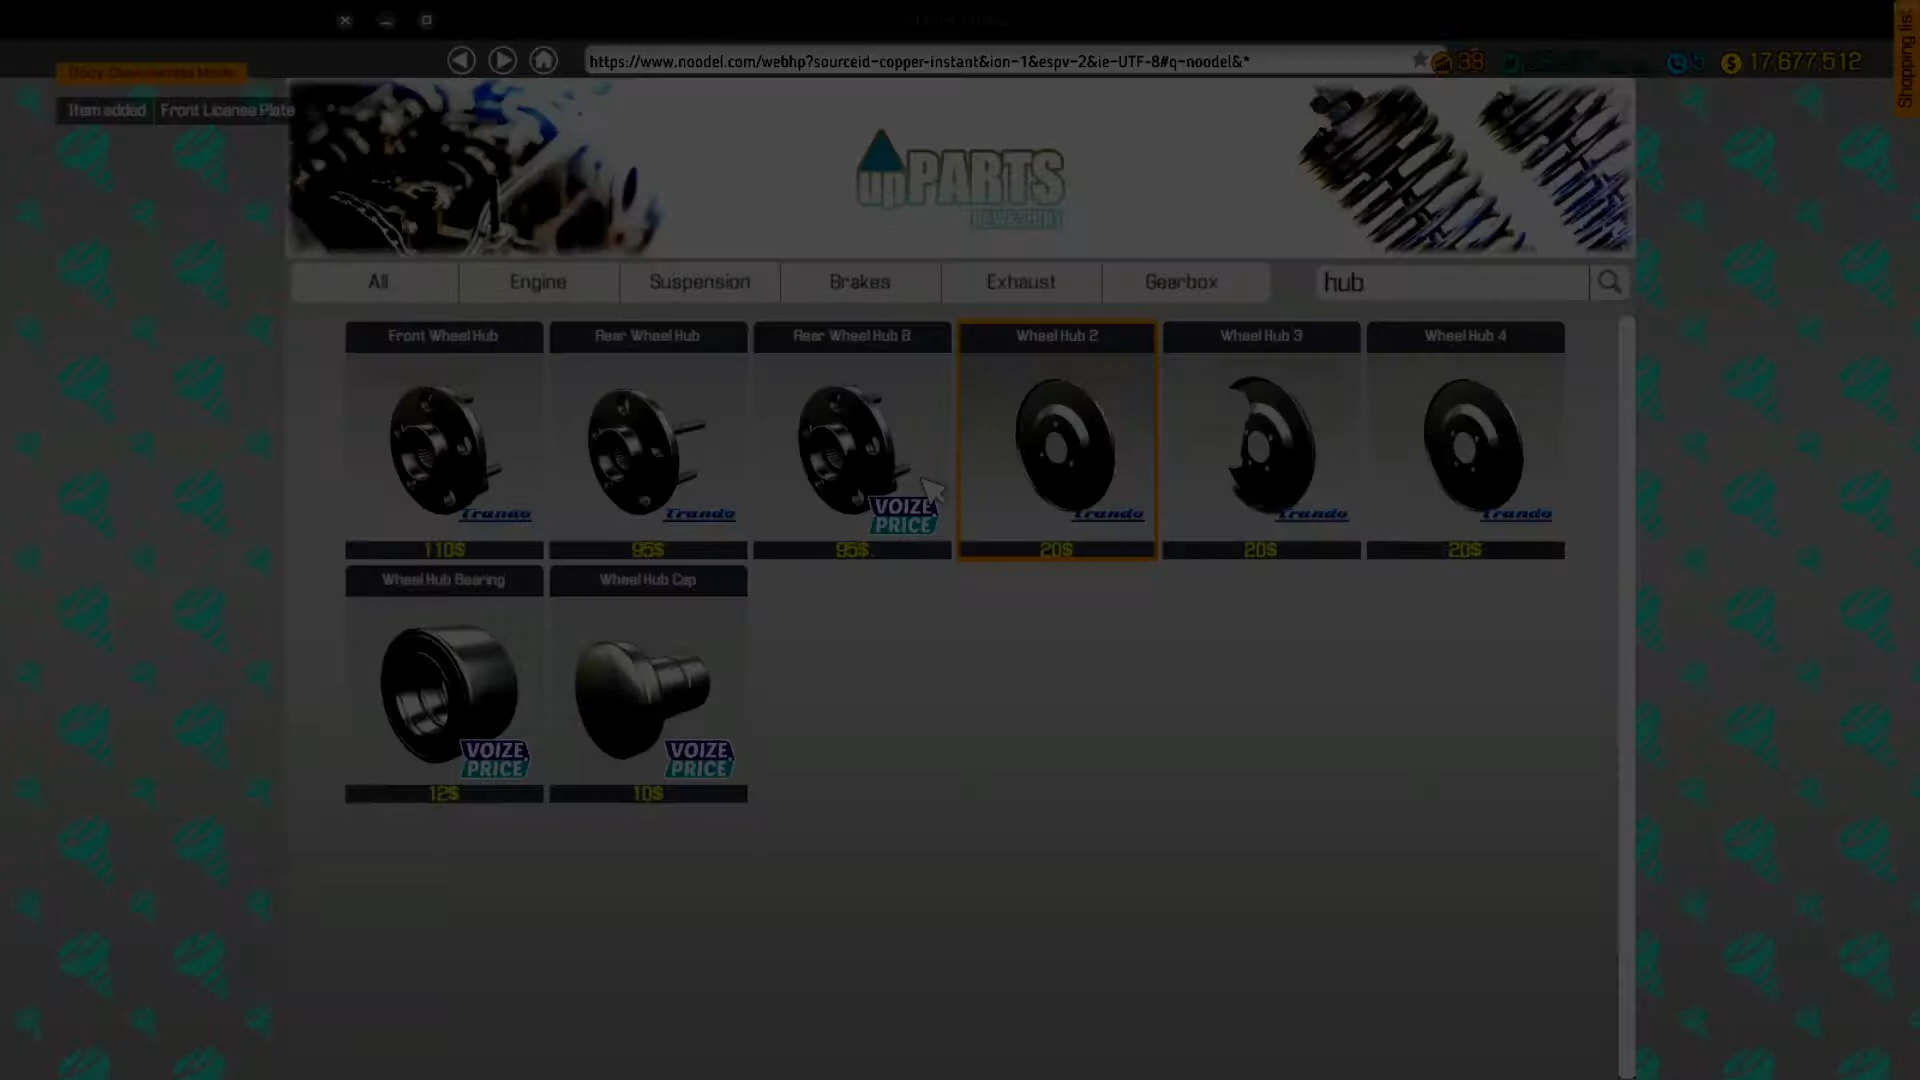 https://www.noodel.com/webhp?sourceid-copper-instant&ion-1&espv-2&ie-UTF-8#q-noodel&*
38
5
17,677,512
Shopping list
Item added
Front License Plate
upPARTS
All
Engine
Suspension
Brakes
Exhaust
Gearbox
hub
Front Wheel Hub
Rear Wheel Hub
Rear Wheel Hub B
Wheel Hub 2
Wheel Hub 3
Wheel Hub 4
Trando
Trando
VOIZE
PRICE
Trando
Trando
Trando
110$
95$
95$
20$
20$
20$
Wheel Hub Bearing
Wheel Hub Cap
VOIZE
PRICE
VOIZE
PRICE
12$
10$